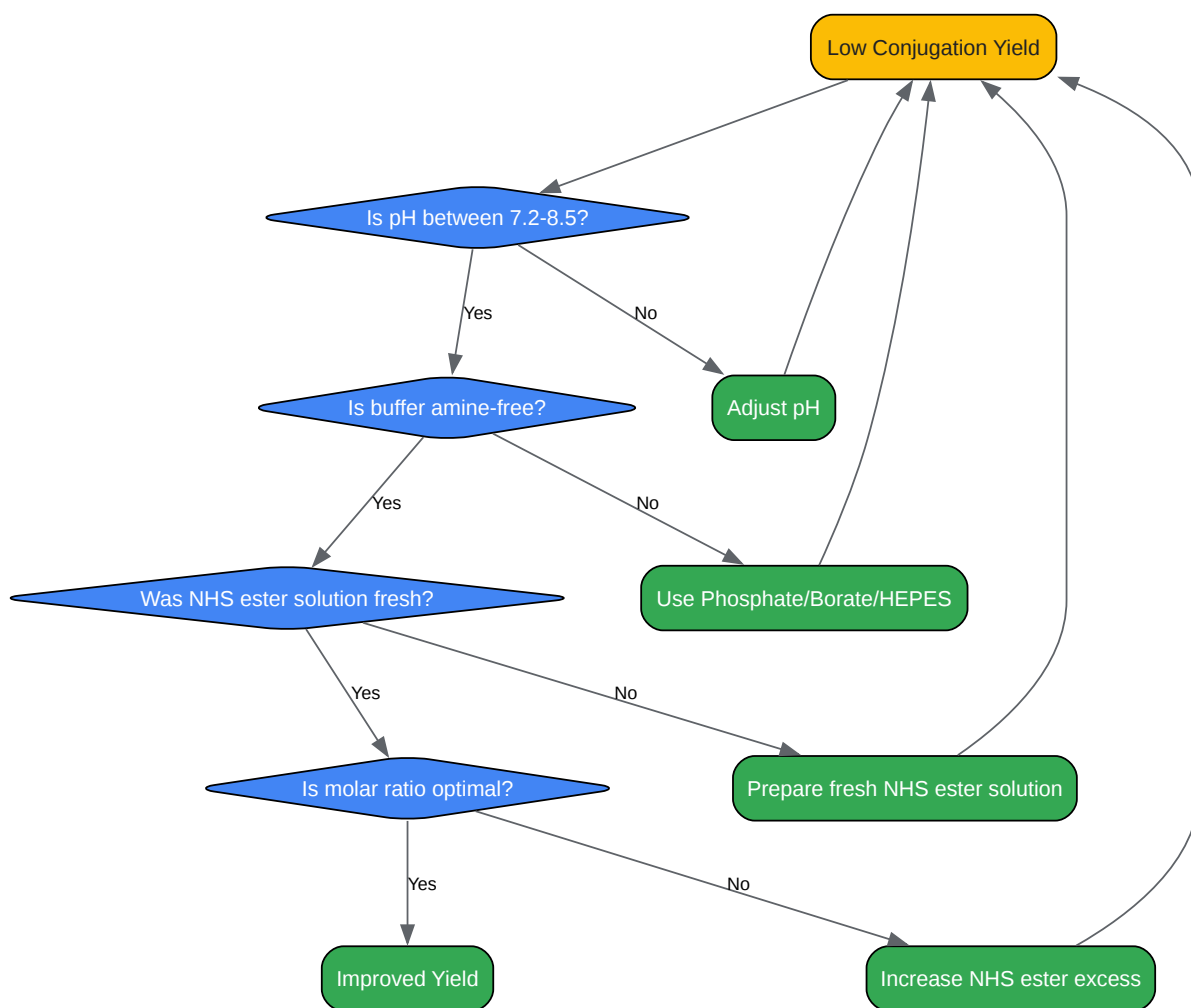 Low Conjugation Yield
Is pH between 7.2-8.5?
Yes
No
Is buffer amine-free?
Adjust pH
Yes
No
Was NHS ester solution fresh?
Use Phosphate/Borate/HEPES
Yes
No
Is molar ratio optimal?
Prepare fresh NHS ester solution
Yes
No
Improved Yield
Increase NHS ester excess